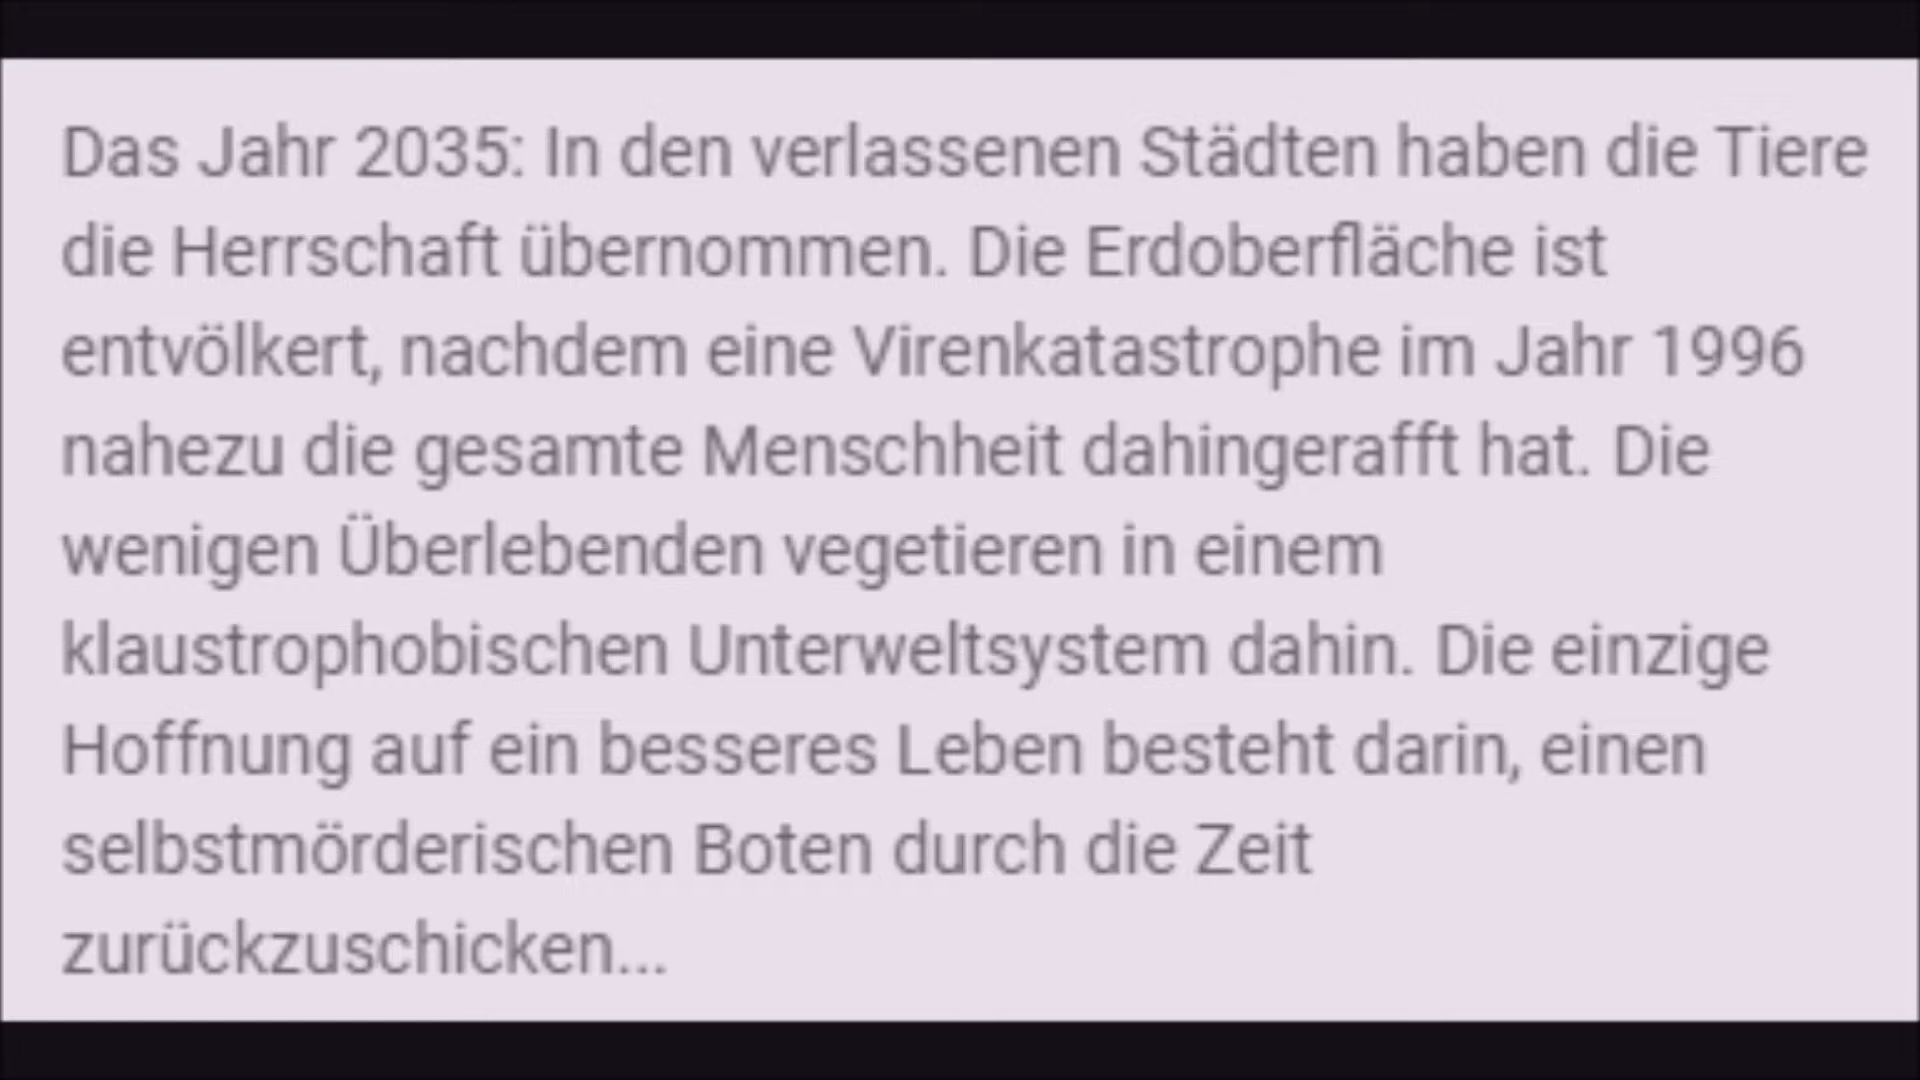 Das Jahr 2035: In den verlassenen Städten haben die Tiere
die Herrschaft übernommen. Die Erdoberfläche ist
entvölkert, nachdem eine Virenkatastrophe im Jahr 1996
nahezu die gesamte Menschheit dahingerafft hat. Die
wenigen Überlebenden vegetieren in einem
klaustrophobischen Unterweltsystem dahin. Die einzige
Hoffnung auf ein besseres Leben besteht darin, einen
selbstmörderischen Boten durch die Zeit
zurückzuschicken...